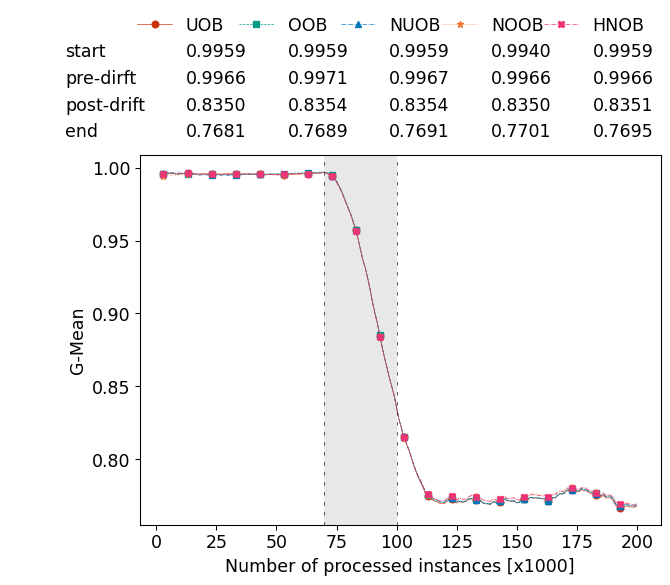 UOB OOB NUOB NOOB HNOB
start 0.9959 0.9959 0.9959 0.9940 0.9959
pre-dirft 0.9966 0.9971 0.9967 0.9966 0.9966
post-drift 0.8350 0.8354 0.8354 0.8350 0.8351
end 0.7681 0.7689 0.7691 0.7701 0.7695
1.00
0.95
0.90
0.85
0.80
G-Mean
0 25 50 75 100 125 150 175 200
Number of processed instances [x1000]